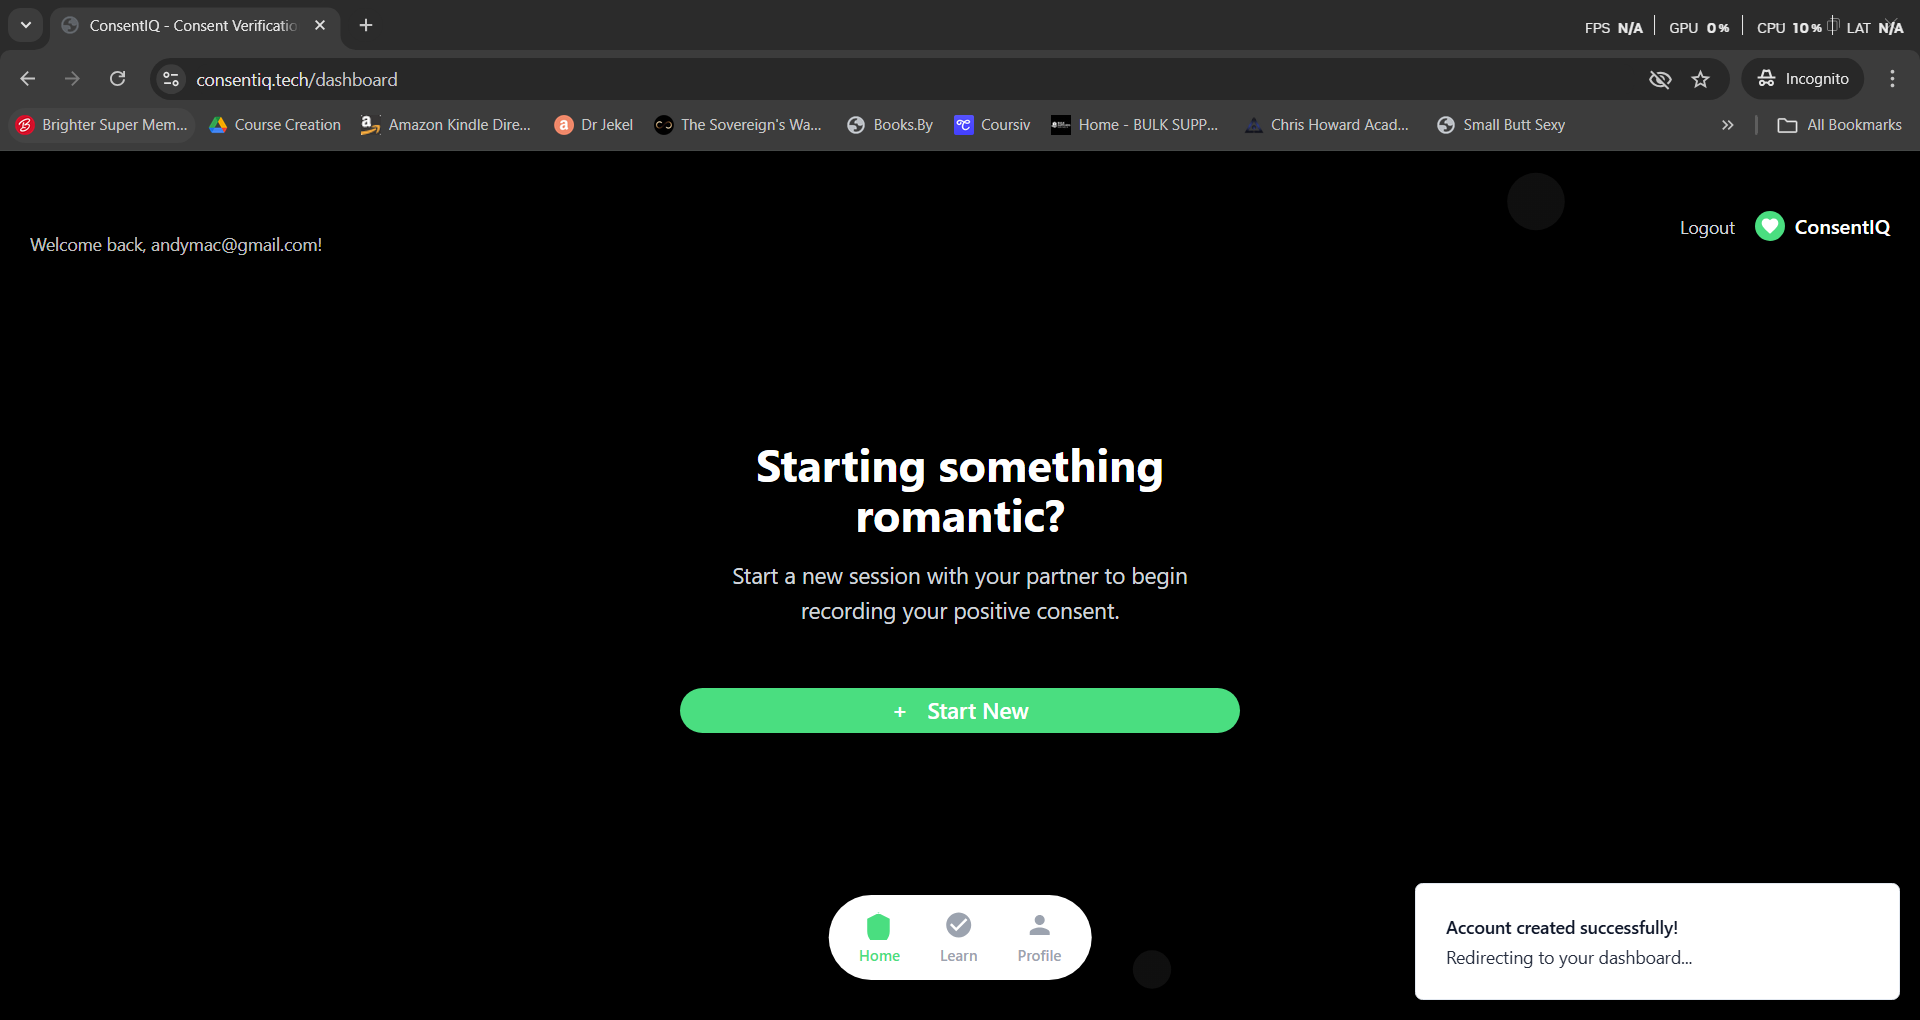 ConsentIQ - Consent Verificatio
FPS N/A GPU 0% CPU 10% LAT N/A
consentiq.tech/dashboard
Incognito
Brighter Super Mem...
Course Creation
Amazon Kindle Dire...
Dr Jekel
The Sovereign's Wa...
Books.By
Coursiv
Home - BULK SUPP...
Chris Howard Acad...
Small Butt Sexy
All Bookmarks
Logout
ConsentIQ
Welcome back, andymac@gmail.com!
Starting something
romantic?
Start a new session with your partner to begin
recording your positive consent.
+ Start New
Home
Learn
Profile
Account created successfully!
Redirecting to your dashboard...